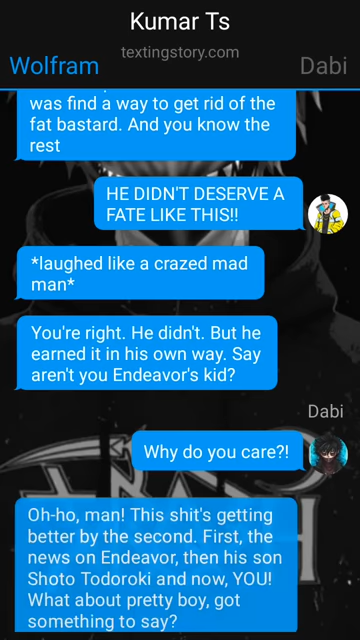 Kumar Ts
textingstory.com
Wolfram
Dabi
was find a way to get rid of the
fat bastard. And you know the
rest
HE DIDN'T DESERVE A
FATE LIKE THIS!!
*laughed like a crazed mad
man*
You're right. He didn't. But he
earned it in his own way. Say
aren't you Endeavor's kid?
Dabi
Why do you care?!
Oh-ho, man! This shit's getting
better by the second. First, the
news on Endeavor, then his son
Shoto Todoroki and now, YOU!
What about pretty boy, got
something to say?